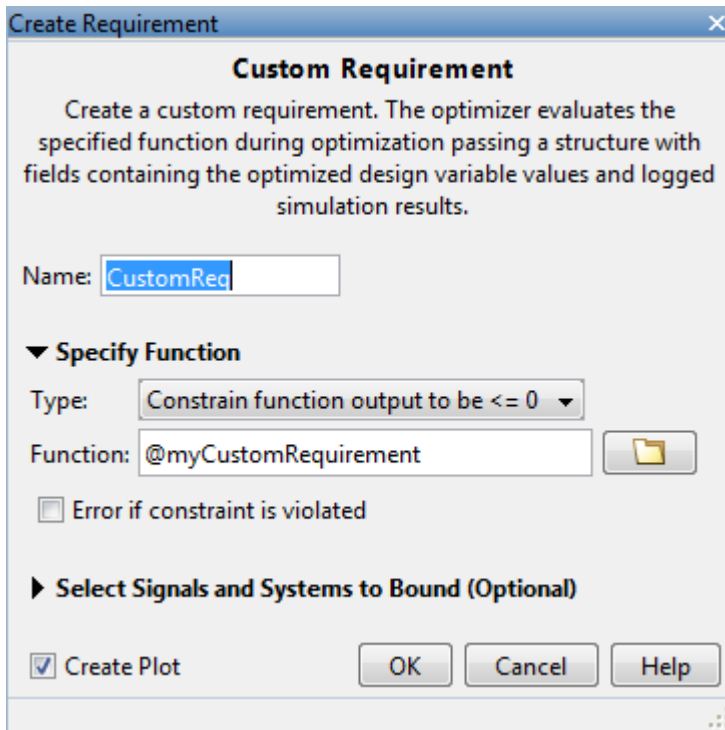 Create Requirement
Custom Requirement
Create a custom requirement. The optimizer evaluates the
specified function during optimization passing a structure with
fields containing the optimized design variable values and logged
simulation results.
Name: CustomReq
Specify Function
Type: Constrain function output to be <= 0
Function: @myCustomRequirement
Error if constraint is violated
Select Signals and Systems to Bound (Optional)
Create Plot OK Cancel Help